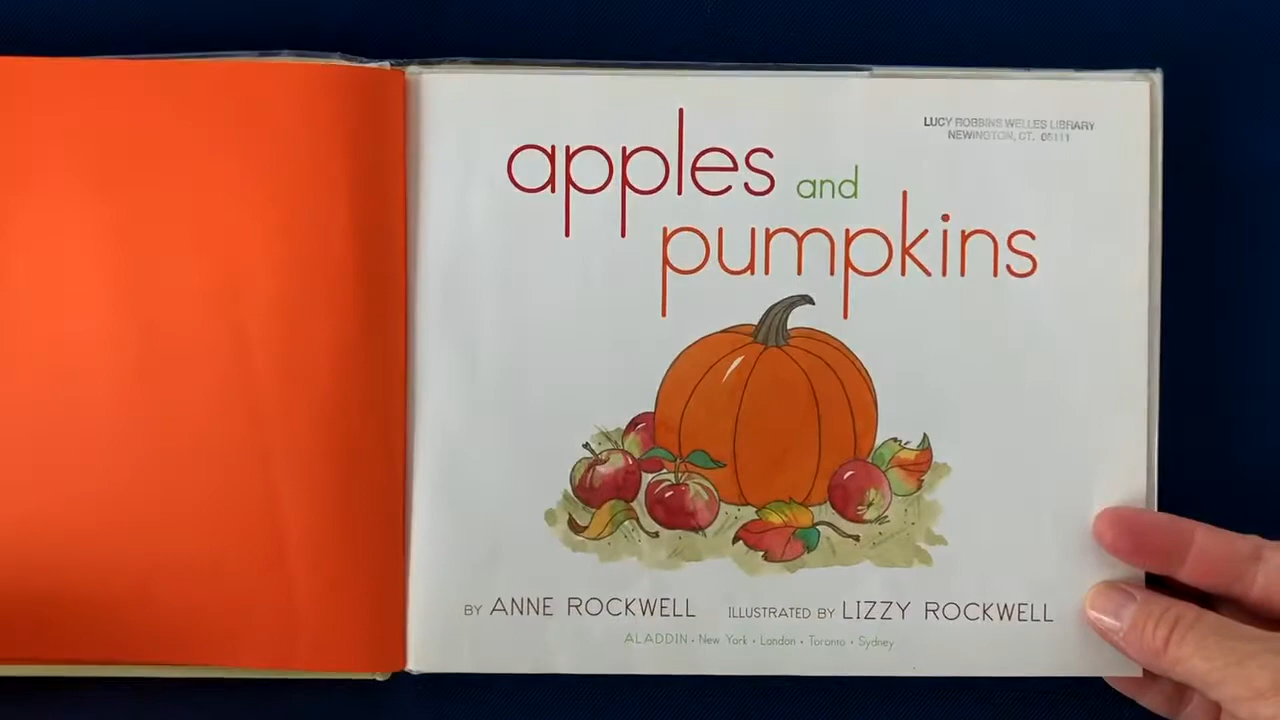 LUCY ROBBINS WELLES LIBRARY
NEWINGTON, CT. 06111
apples and
pumpkins
BY ANNE ROCKWELL ILLUSTRATED BY LIZZY ROCKWELL
ALADDIN • New York • London • Toronto • Sydney